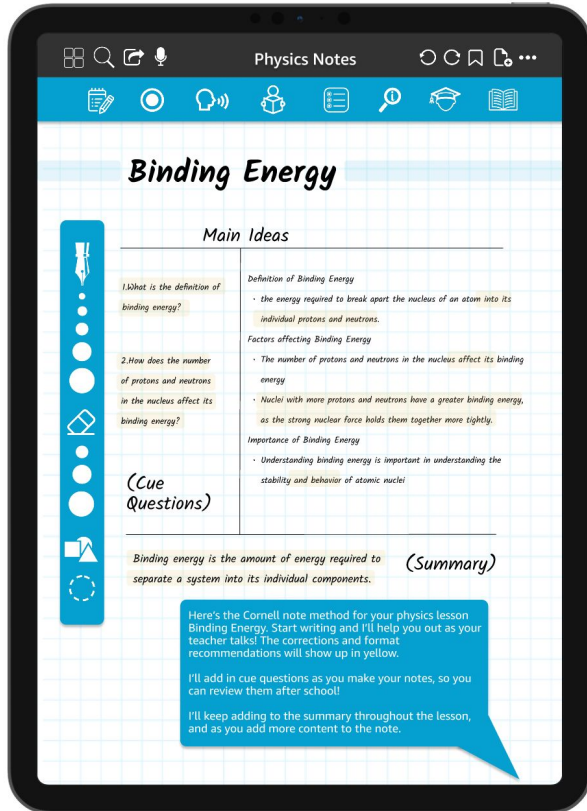 Physics Notes
Binding Energy
Main Ideas
1.What is the definition of
binding energy?
2.How does the number
of protons and neutrons
in the nucleus affect its
binding energy?
(Cue
Questions)
Definition of Binding Energy
• the energy required to break apart the nucleus of an atom into its
individual protons and neutrons.
Factors affecting Binding Energy
• The number of protons and neutrons in the nucleus affect its binding
energy
• Nuclei with more protons and neutrons have a greater binding energy,
as the strong nuclear force holds them together more tightly.
Importance of Binding Energy
• Understanding binding energy is important in understanding the
stability and behavior of atomic nuclei
Binding energy is the amount of energy required to
separate a system into its individual components.
(Summary)
Here's the Cornell note method for your physics lesson
Binding Energy. Start writing and I'll help you out as your
teacher talks! The corrections and format
recommendations will show up in yellow.
I'll add in cue questions as you make your notes, so you
can review them after school!
I'll keep adding to the summary throughout the lesson,
and as you add more content to the note.